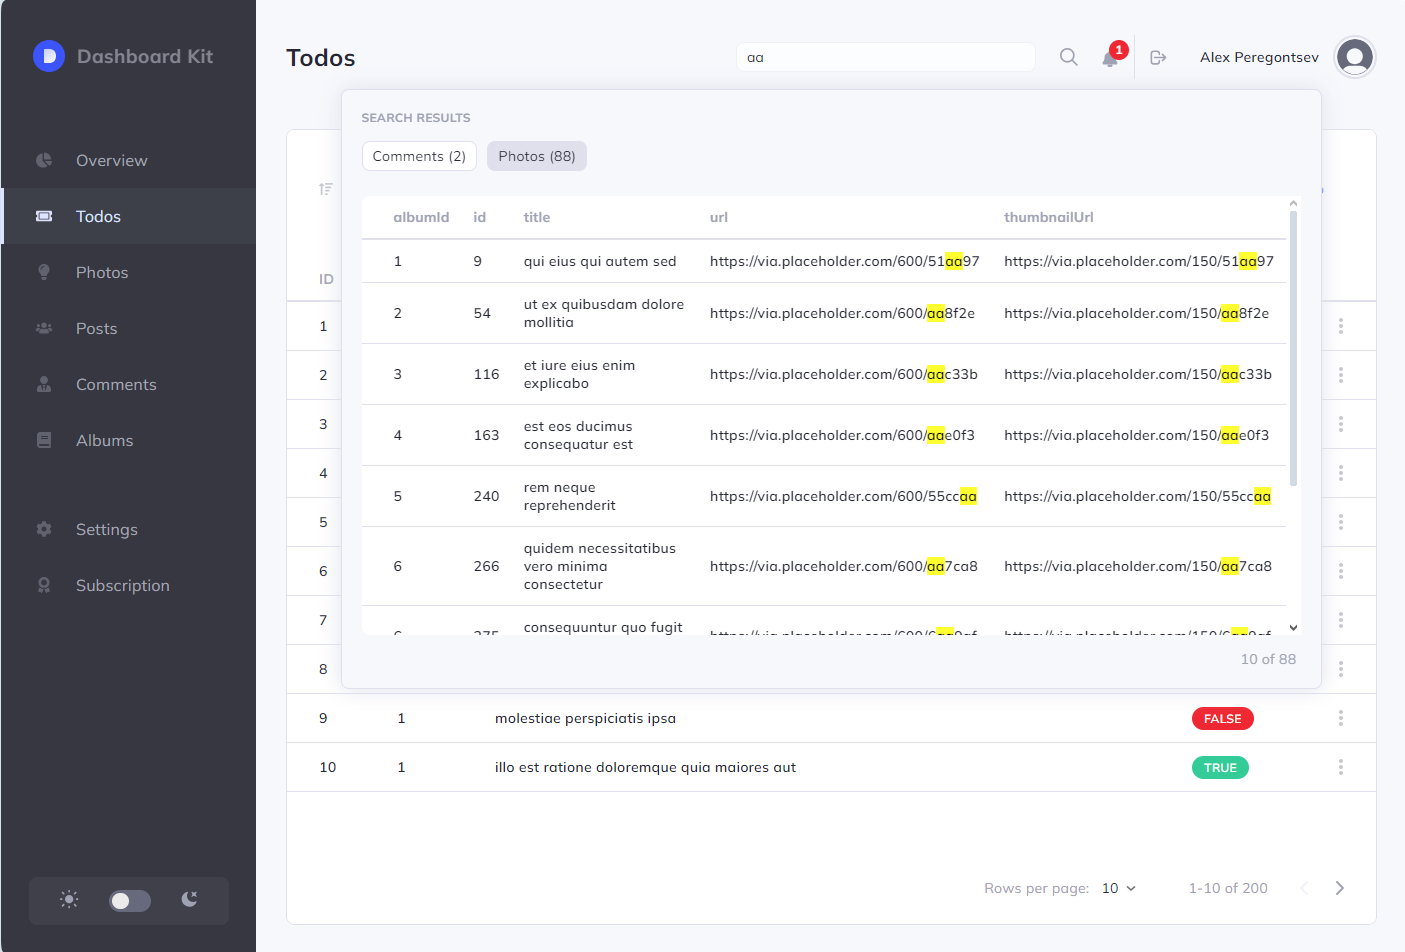 Dashboard Kit
Overview
Todos
Photos
Posts
Comments
Albums
Settings
Subscription
Todos
aa
1
Alex Peregontsev
SEARCH RESULTS
Comments (2)
Photos (88)
albumId id title url thumbnailUrl
1 9 qui eius qui autem sed https://via.placeholder.com/600/51aa97 https://via.placeholder.com/150/51aa97
2 54 ut ex quibusdam dolore mollitia https://via.placeholder.com/600/aa8f2e https://via.placeholder.com/150/aa8f2e
3 116 et iure eius enim explicabo https://via.placeholder.com/600/aac33b https://via.placeholder.com/150/aac33b
4 163 est eos ducimus consequatur est https://via.placeholder.com/600/aae0f3 https://via.placeholder.com/150/aae0f3
5 240 rem neque reprehenderit https://via.placeholder.com/600/55ccaa https://via.placeholder.com/150/55ccaa
6 266 quidem necessitatibus vero minima consectetur https://via.placeholder.com/600/aa7ca8 https://via.placeholder.com/150/aa7ca8
consequuntur quo fugit
10 of 88
ID
1
2
3
4
5
6
7
8
9 1 molestiae perspiciatis ipsa FALSE
10 1 illo est ratione doloremque quia maiores aut TRUE
Rows per page: 10
1-10 of 200